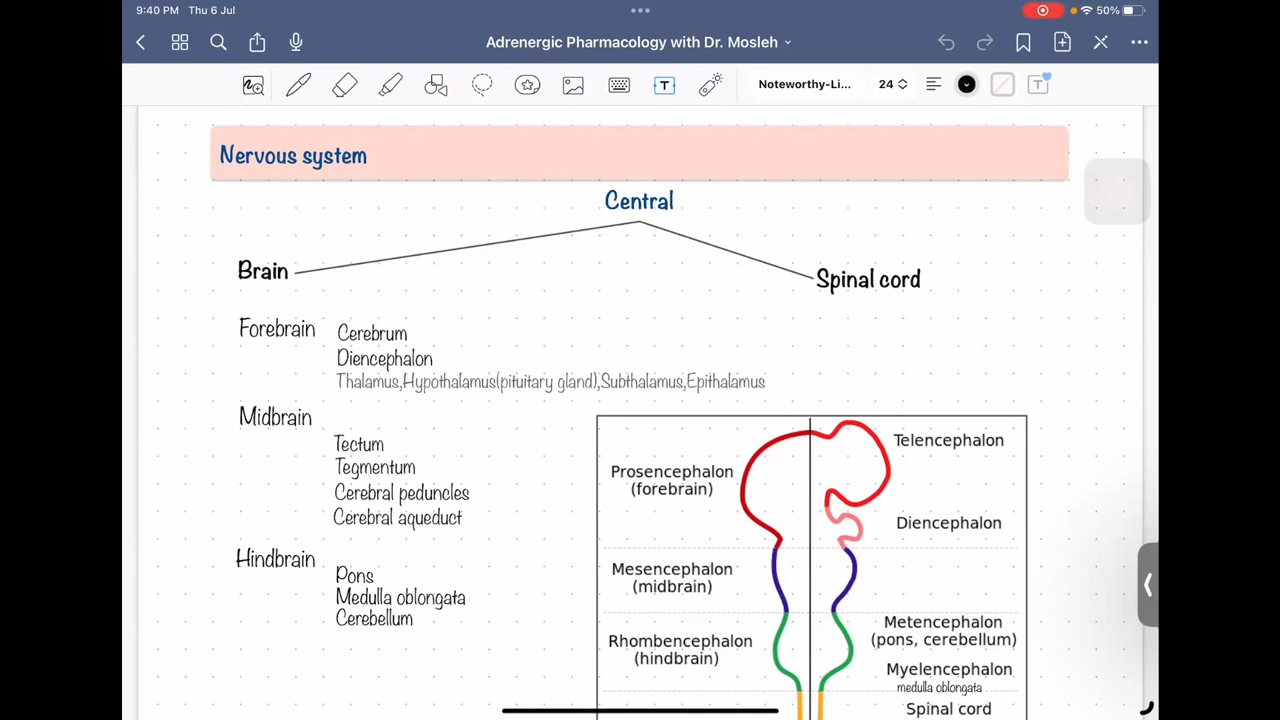 9:40 PM Thu 6 Jul
50%
Adrenergic Pharmacology with Dr. Mosleh
Noteworthy-Li... 24
Nervous system
Central
Brain
Spinal cord
Forebrain
Cerebrum
Diencephalon
Thalamus,Hypothalamus(pituitary gland),Subthalamus,Epithalamus
Midbrain
Tectum
Tegmentum
Cerebral peduncles
Cerebral aqueduct
Hindbrain
Pons
Medulla oblongata
Cerebellum
Prosencephalon
(forebrain)
Telencephalon
Diencephalon
Mesencephalon
(midbrain)
Rhombencephalon
(hindbrain)
Metencephalon
(pons, cerebellum)
Myelencephalon
medulla oblongata
Spinal cord